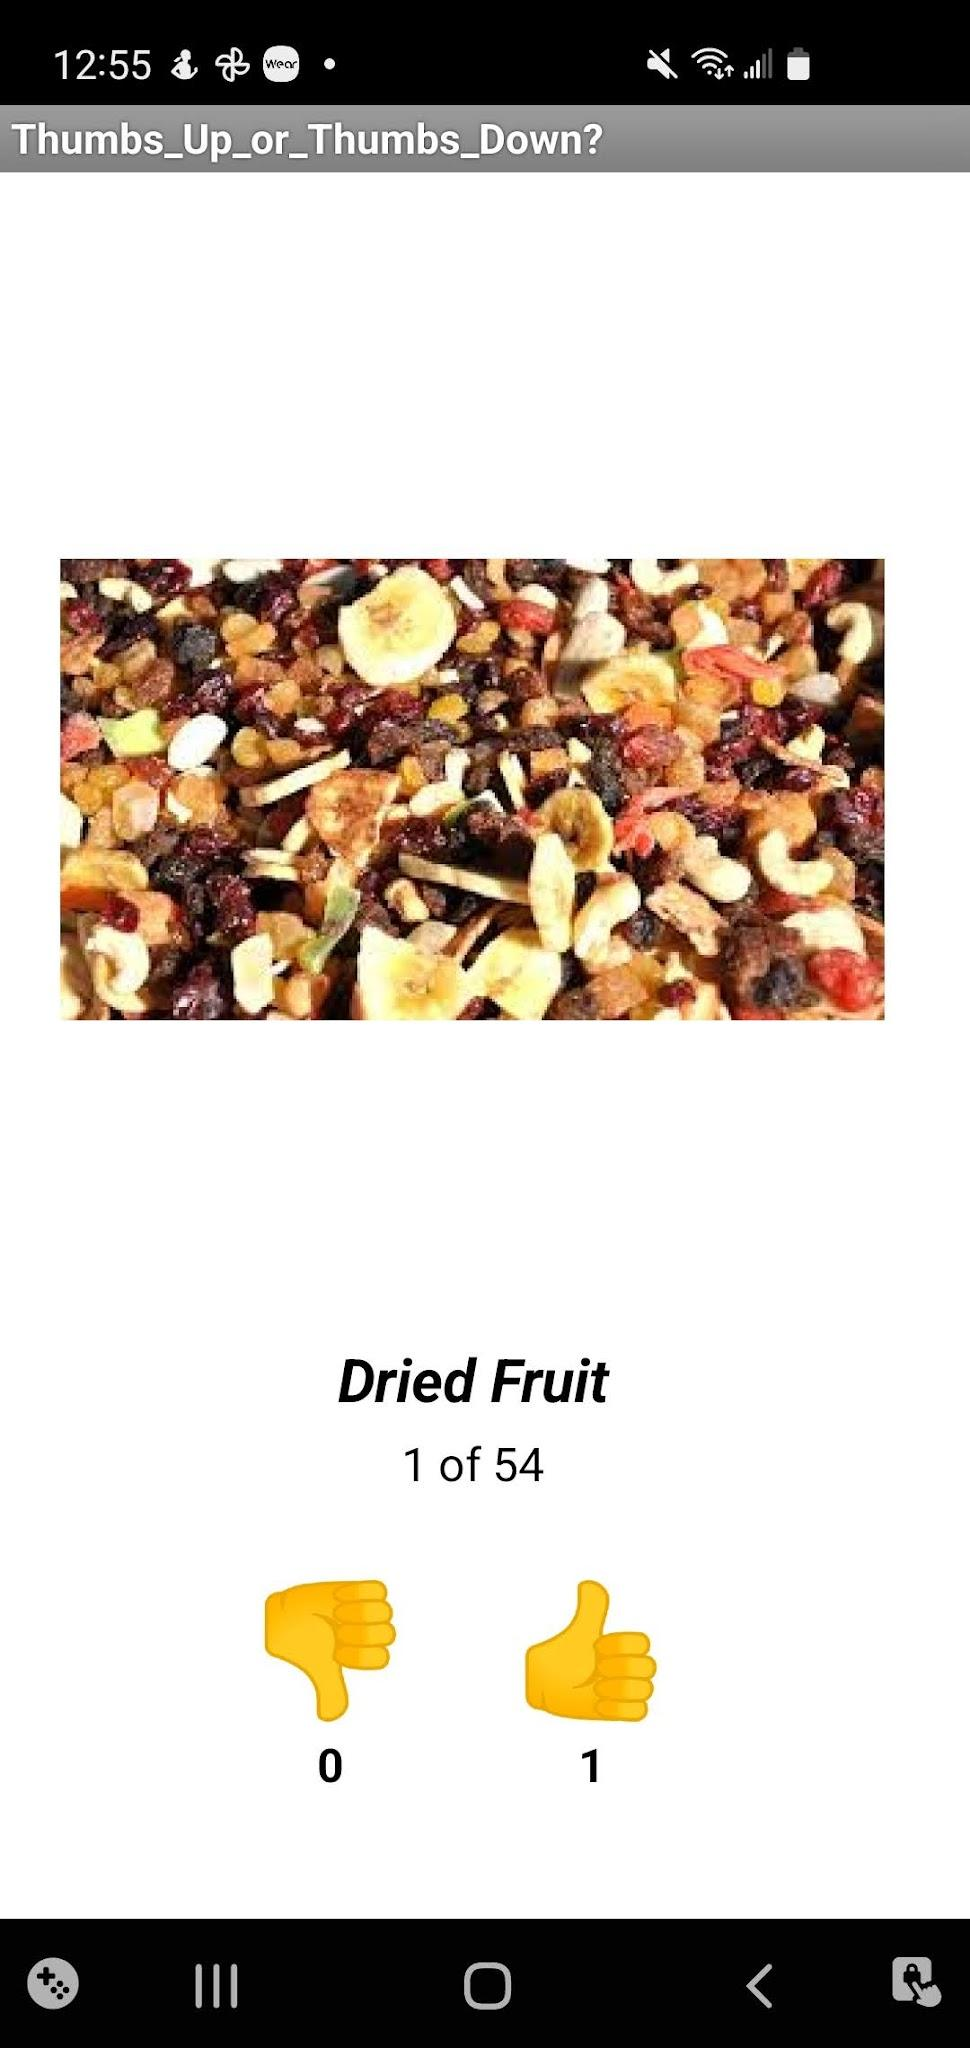 12:55
Wear
Thumbs_Up_or_Thumbs_Down?
Dried Fruit
1 of 54
0
1